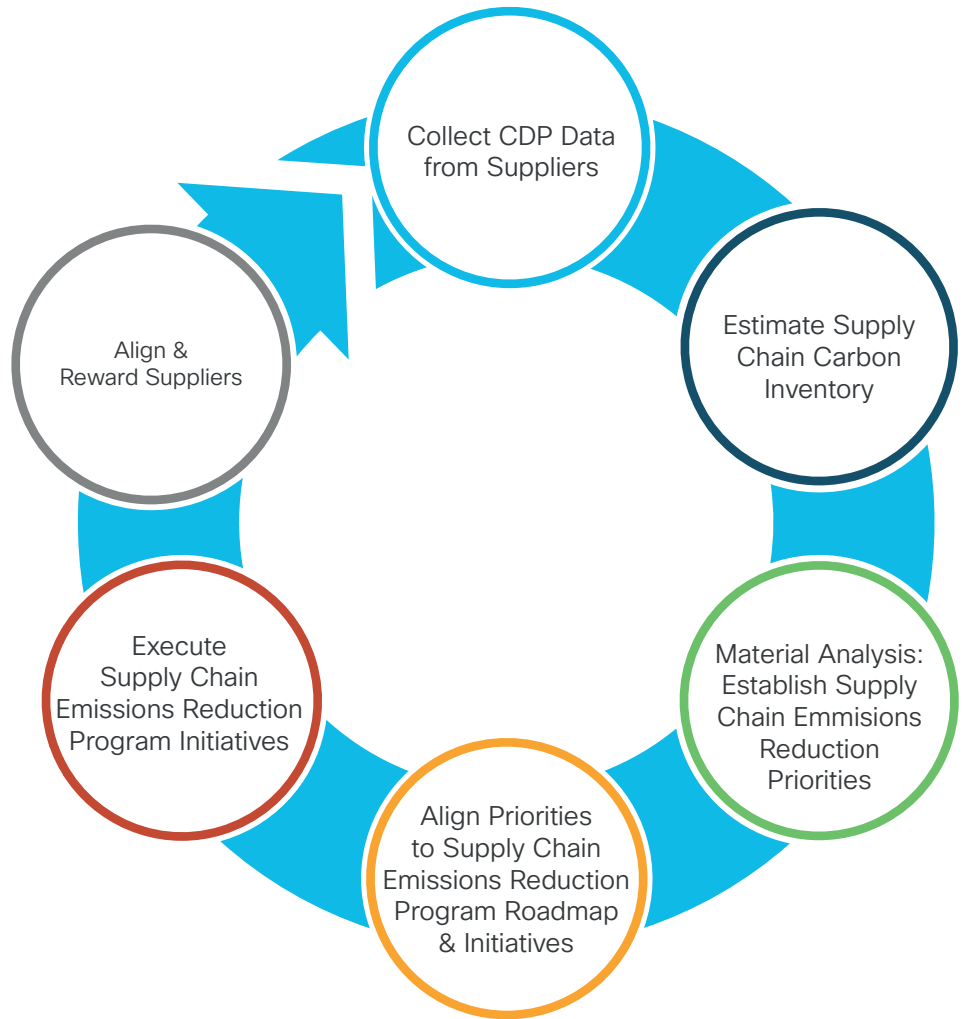 Collect CDP Data
from Suppliers
Estimate Supply
Chain Carbon
Inventory
Material Analysis:
Establish Supply
Chain Emmisions
Reduction
Priorities
Align Priorities
to Supply Chain
Emissions Reduction
Program Roadmap
& Initiatives
Execute
Supply Chain
Emissions Reduction
Program Initiatives
Align &
Reward Suppliers